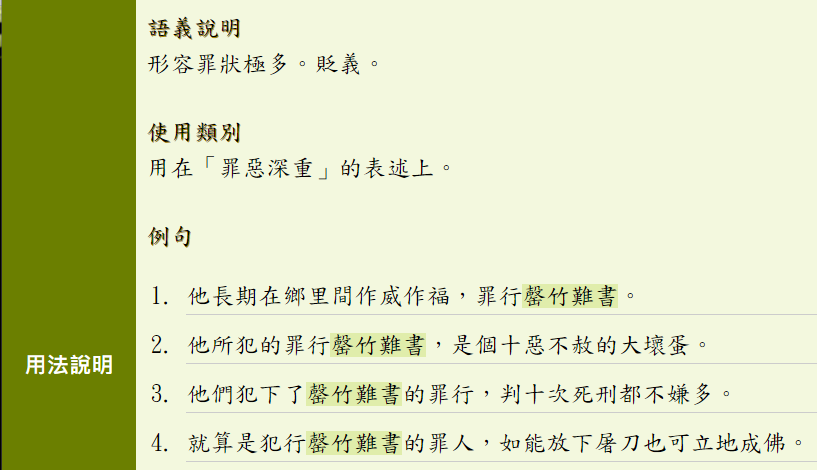 語義說明
形容罪狀極多。貶義。
使用類別
用在「罪惡深重」的表述上。
例句
1. 他長期在鄉里間作威作福，罪行罄竹難書。
2. 他所犯的罪行罄竹難書，是個十惡不赦的大壞蛋。
用法說明
3. 他們犯下了罄竹難書的罪行，判十次死刑都不嫌多。
4. 就算是犯行罄竹難書的罪人，如能放下屠刀也可立地成佛。